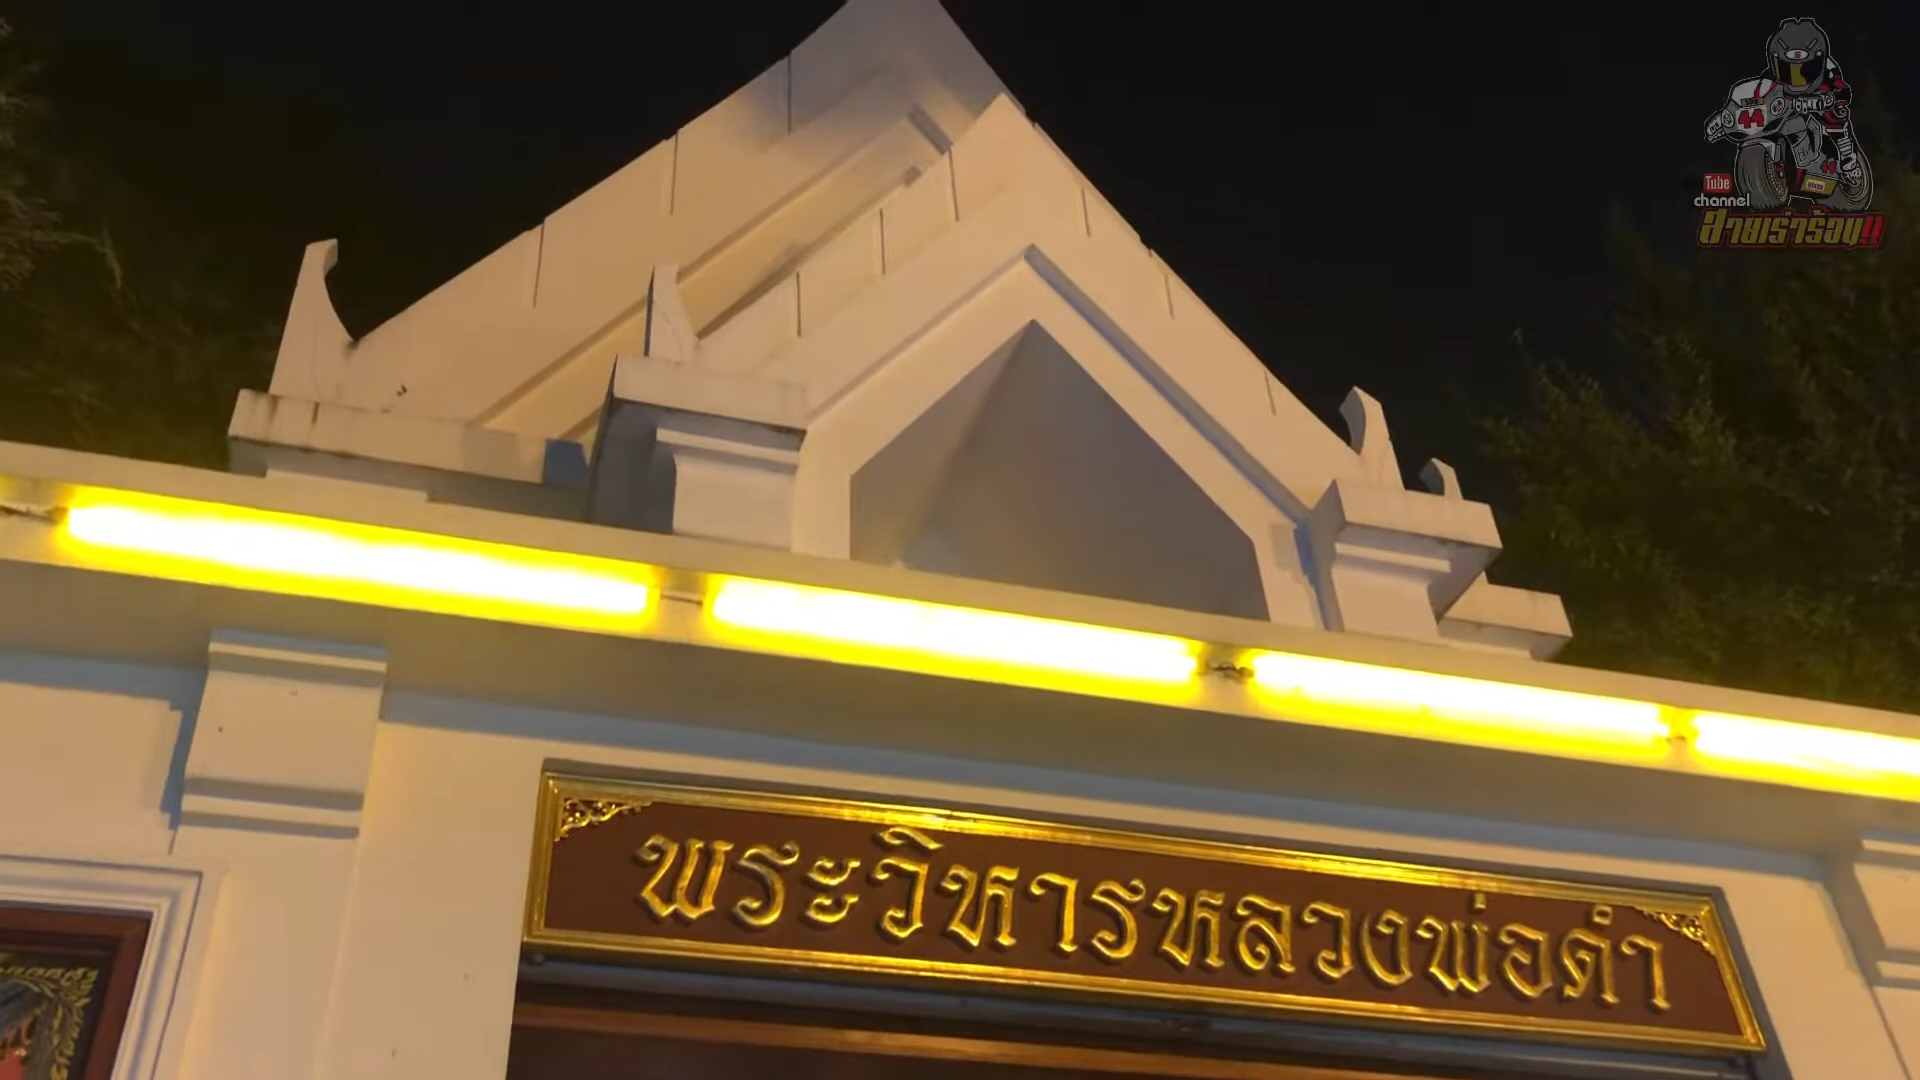 44
Tube
channel
สายเร่าร้อน!!
พระวิหารหลวงพ่อดำ